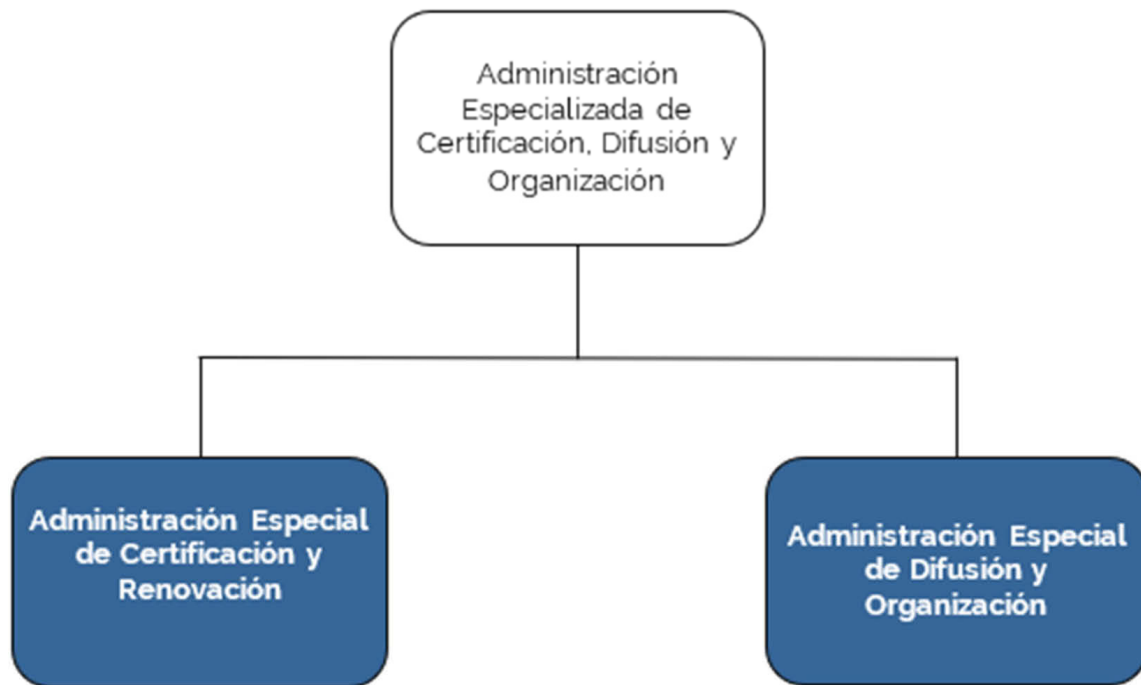 Administración
Especializada de
Certificación, Difusión y
Organización
Administración Especial
de Certificación y
Renovación
Administración Especial
de Difusión y
Organización